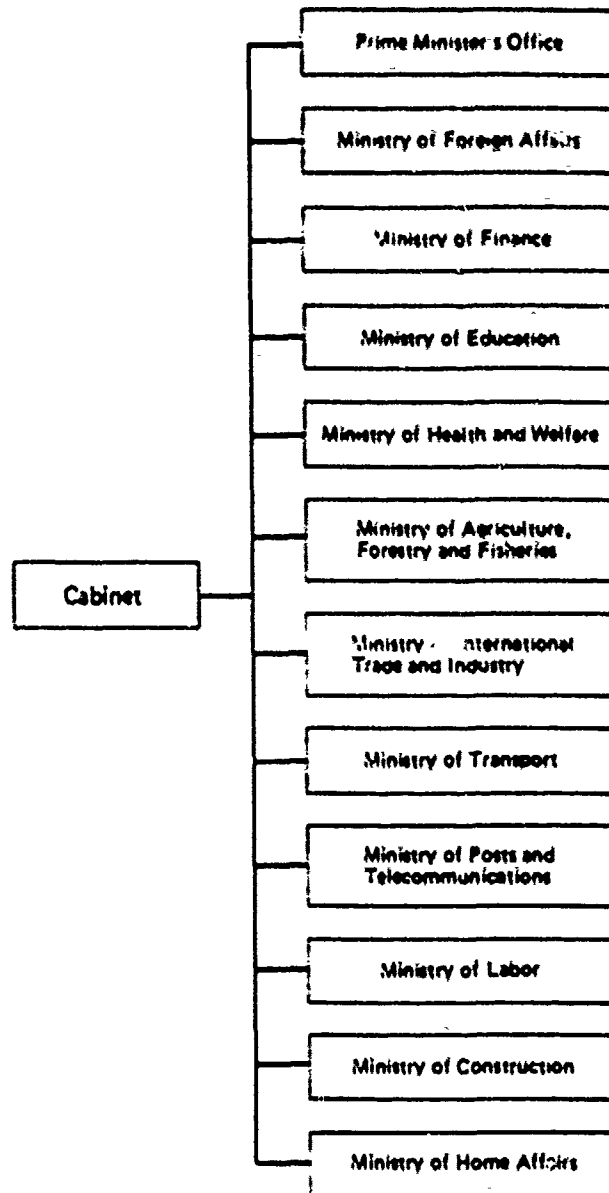 Prime Minister's Office
Ministry of Foreign Affairs
Ministry of Finance
Ministry of Education
Ministry of Health and Welfare
Ministry of Agriculture,
Forestry and Fisheries
Cabinet
Ministry International
Trade and Industry
Ministry of Transport
Ministry of Posts and
Telecommunications
Ministry of Labor
Ministry of Construction
Ministry of Home Affairs